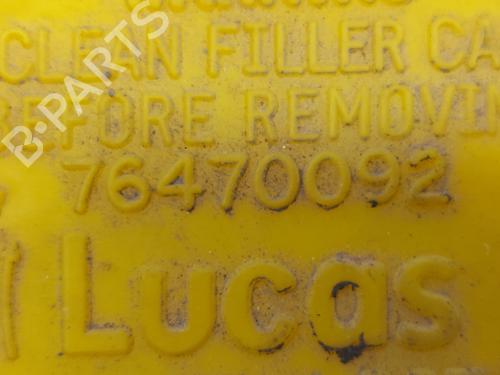 CLEAN FILLER CA
BEFORE REMOVIN
76470092
Lucas
B-PARTS